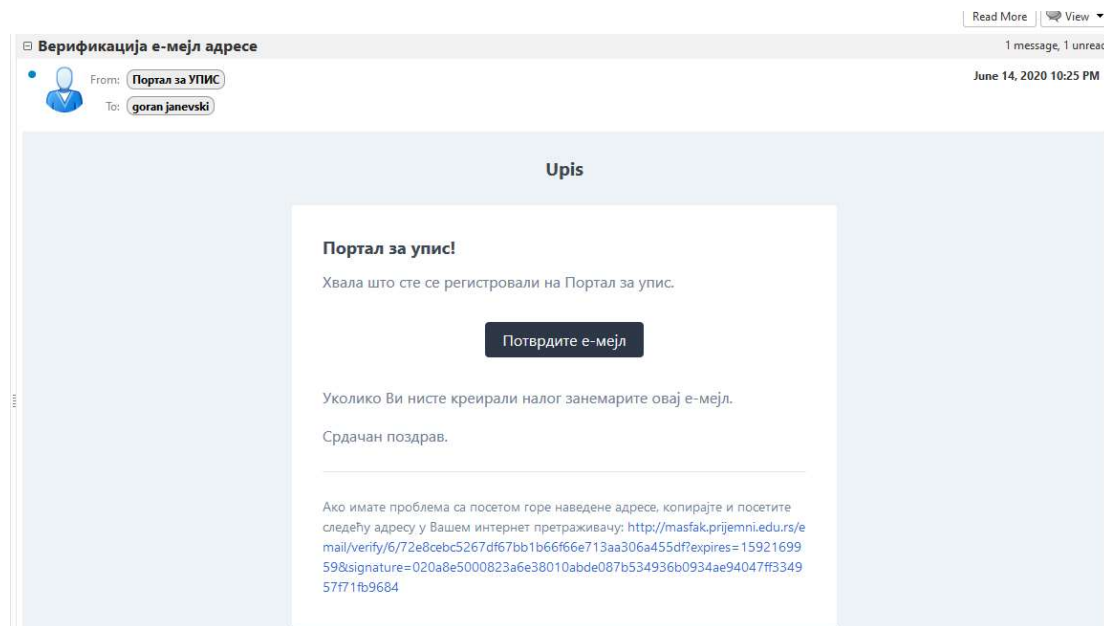 Read More View
Верификација е-мејл адресе 1 message, 1 unread
From: Портал за УПИС June 14, 2020 10:25 PM
To: goran janevski
Upis
Портал за упис!
Хвала што сте се регистровали на Портал за упис.
Потврдите е-мејл
Уколико Ви нисте креирали налог занемарите овај е-мејл.
Срдачан поздрав.
Ако имате проблема са посетом горе наведене адресе, копирајте и посетите
следећу адресу у Вашем интернет претраживачу: http://masfak.prijemni.edu.rs/e
mail/verify/6/72e8cebc5267df67bb1b66f66e713aa306a455df?expires=15921699
59&signature=020a8e5000823a6e38010abde087b534936b0934ae94047ff3349
57f71fb9684